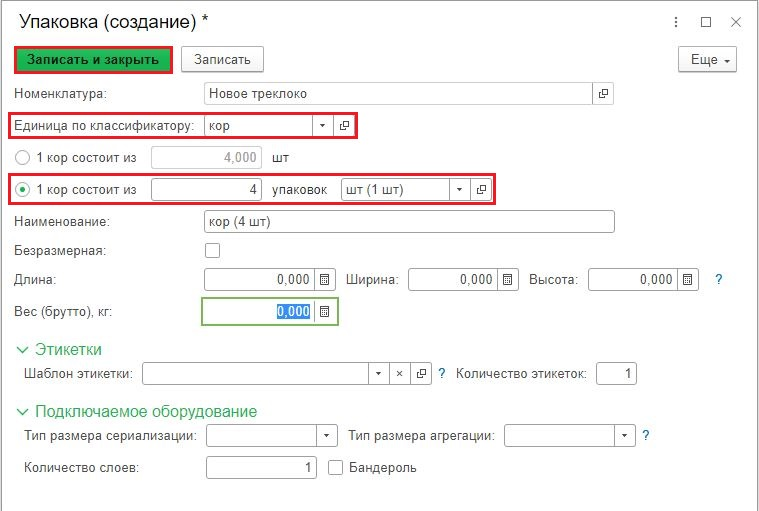 Упаковка (создание) *
Записать и закрыть Записать Еще
Номенклатура: Новое треклоко
Единица по классификатору: кор
1 кор состоит из 4,000 шт
1 кор состоит из 4 упаковок шт (1 шт)
Наименование: кор (4 шт)
Безразмерная:
Длина: 0,000 Ширина: 0,000 Высота: 0,000 ?
Вес (брутто), кг: 0,000
Этикетки
Шаблон этикетки: ? Количество этикеток: 1
Подключаемое оборудование
Тип размера сериализации: Тип размера агрегации: ?
Количество слоев: 1 Бандероль